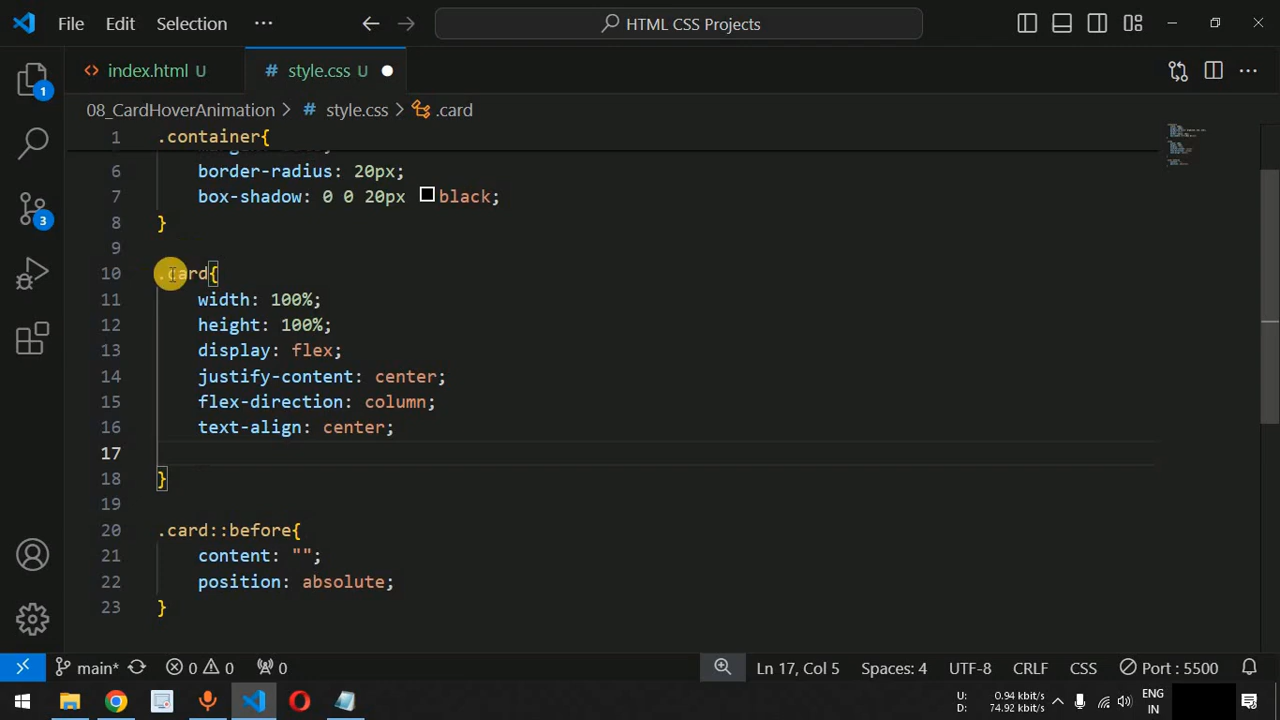 File Edit Selection ··· HTML CSS Projects
index.html U # style.css U
08_CardHoverAnimation > # style.css > .card
1 .container{
6 border-radius: 20px;
7 box-shadow: 0 0 20px black;
8 }
9
10 .card{
11 width: 100%;
12 height: 100%;
13 display: flex;
14 justify-content: center;
15 flex-direction: column;
16 text-align: center;
17
18 }
19
20 .card::before{
21 content: "";
22 position: absolute;
23 }
1
3
main* 0 0 0 Ln 17, Col 5 Spaces: 4 UTF-8 CRLF CSS Port : 5500
U: 0.94 kbit/s
D: 74.92 kbit/s
ENG
IN